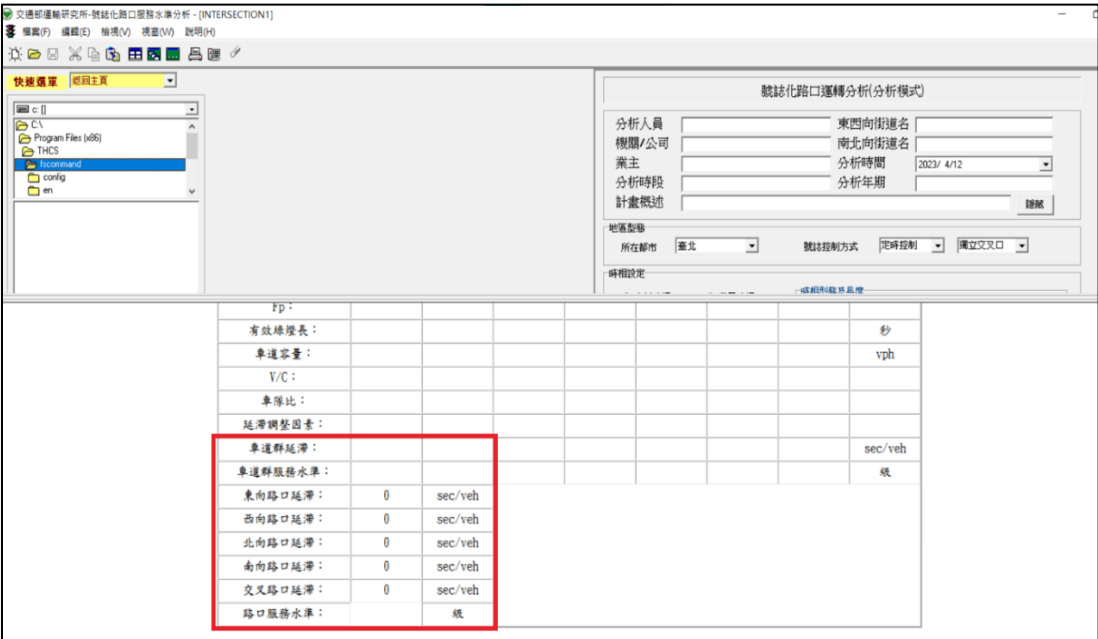 交通部運輸研究所-號誌化路口服務水準分析 - [INTERSECTION1]
檔案(F) 編輯(E) 檢視(V) 視窗(W) 說明(H)
快速選單 返回主頁
c: []
C:\
Program Files (x86)
THCS
fscommand
config
en
號誌化路口運轉分析(分析模式)
分析人員 東西向街道名
機關/公司 南北向街道名
業主 分析時間 2023/ 4/12
分析時段 分析年期
計畫概述 隱藏
地區型態
所在都市 臺北 號誌控制方式 定時控制 獨立交叉口
時相設定
時相型態及長度
Fp:
有效綠燈長: 秒
車道容量: vph
V/C:
車隊比:
延滯調整因素:
車道群延滯: sec/veh
車道群服務水準: 級
東向路口延滯: 0 sec/veh
西向路口延滯: 0 sec/veh
北向路口延滯: 0 sec/veh
南向路口延滯: 0 sec/veh
交叉路口延滯: 0 sec/veh
路口服務水準: 級